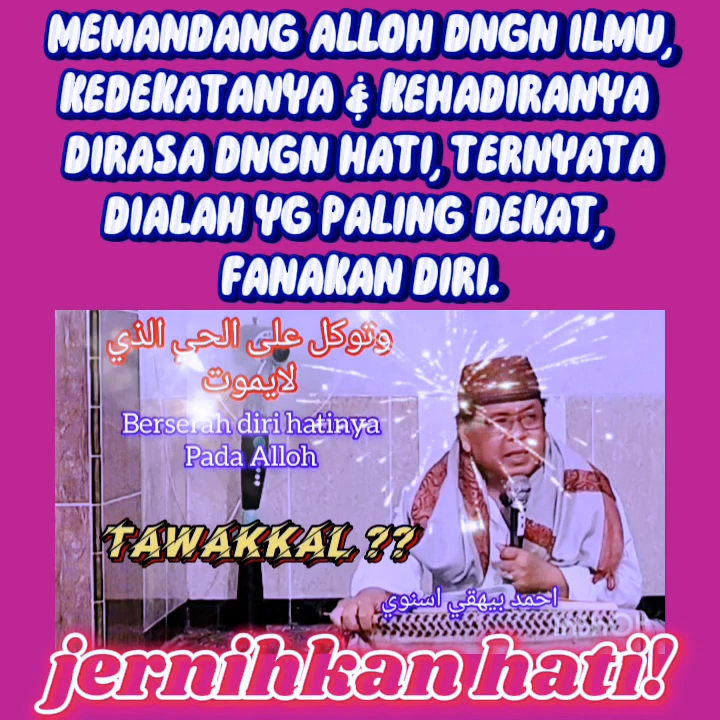 MEMANDANG ALLOH DNGN ILMU,
KEDEKATANYA & KEHADIRANYA
DIRASA DNGN HATI, TERNYATA
DIALAH YG PALING DEKAT,
FANAKAN DIRI.
وتوكل على الحي الذي
لايموت
Berserah diri hatinya
Pada Alloh
TAWAKKAL ??
احمد بيهقي اسنوي
jernihkan hati!